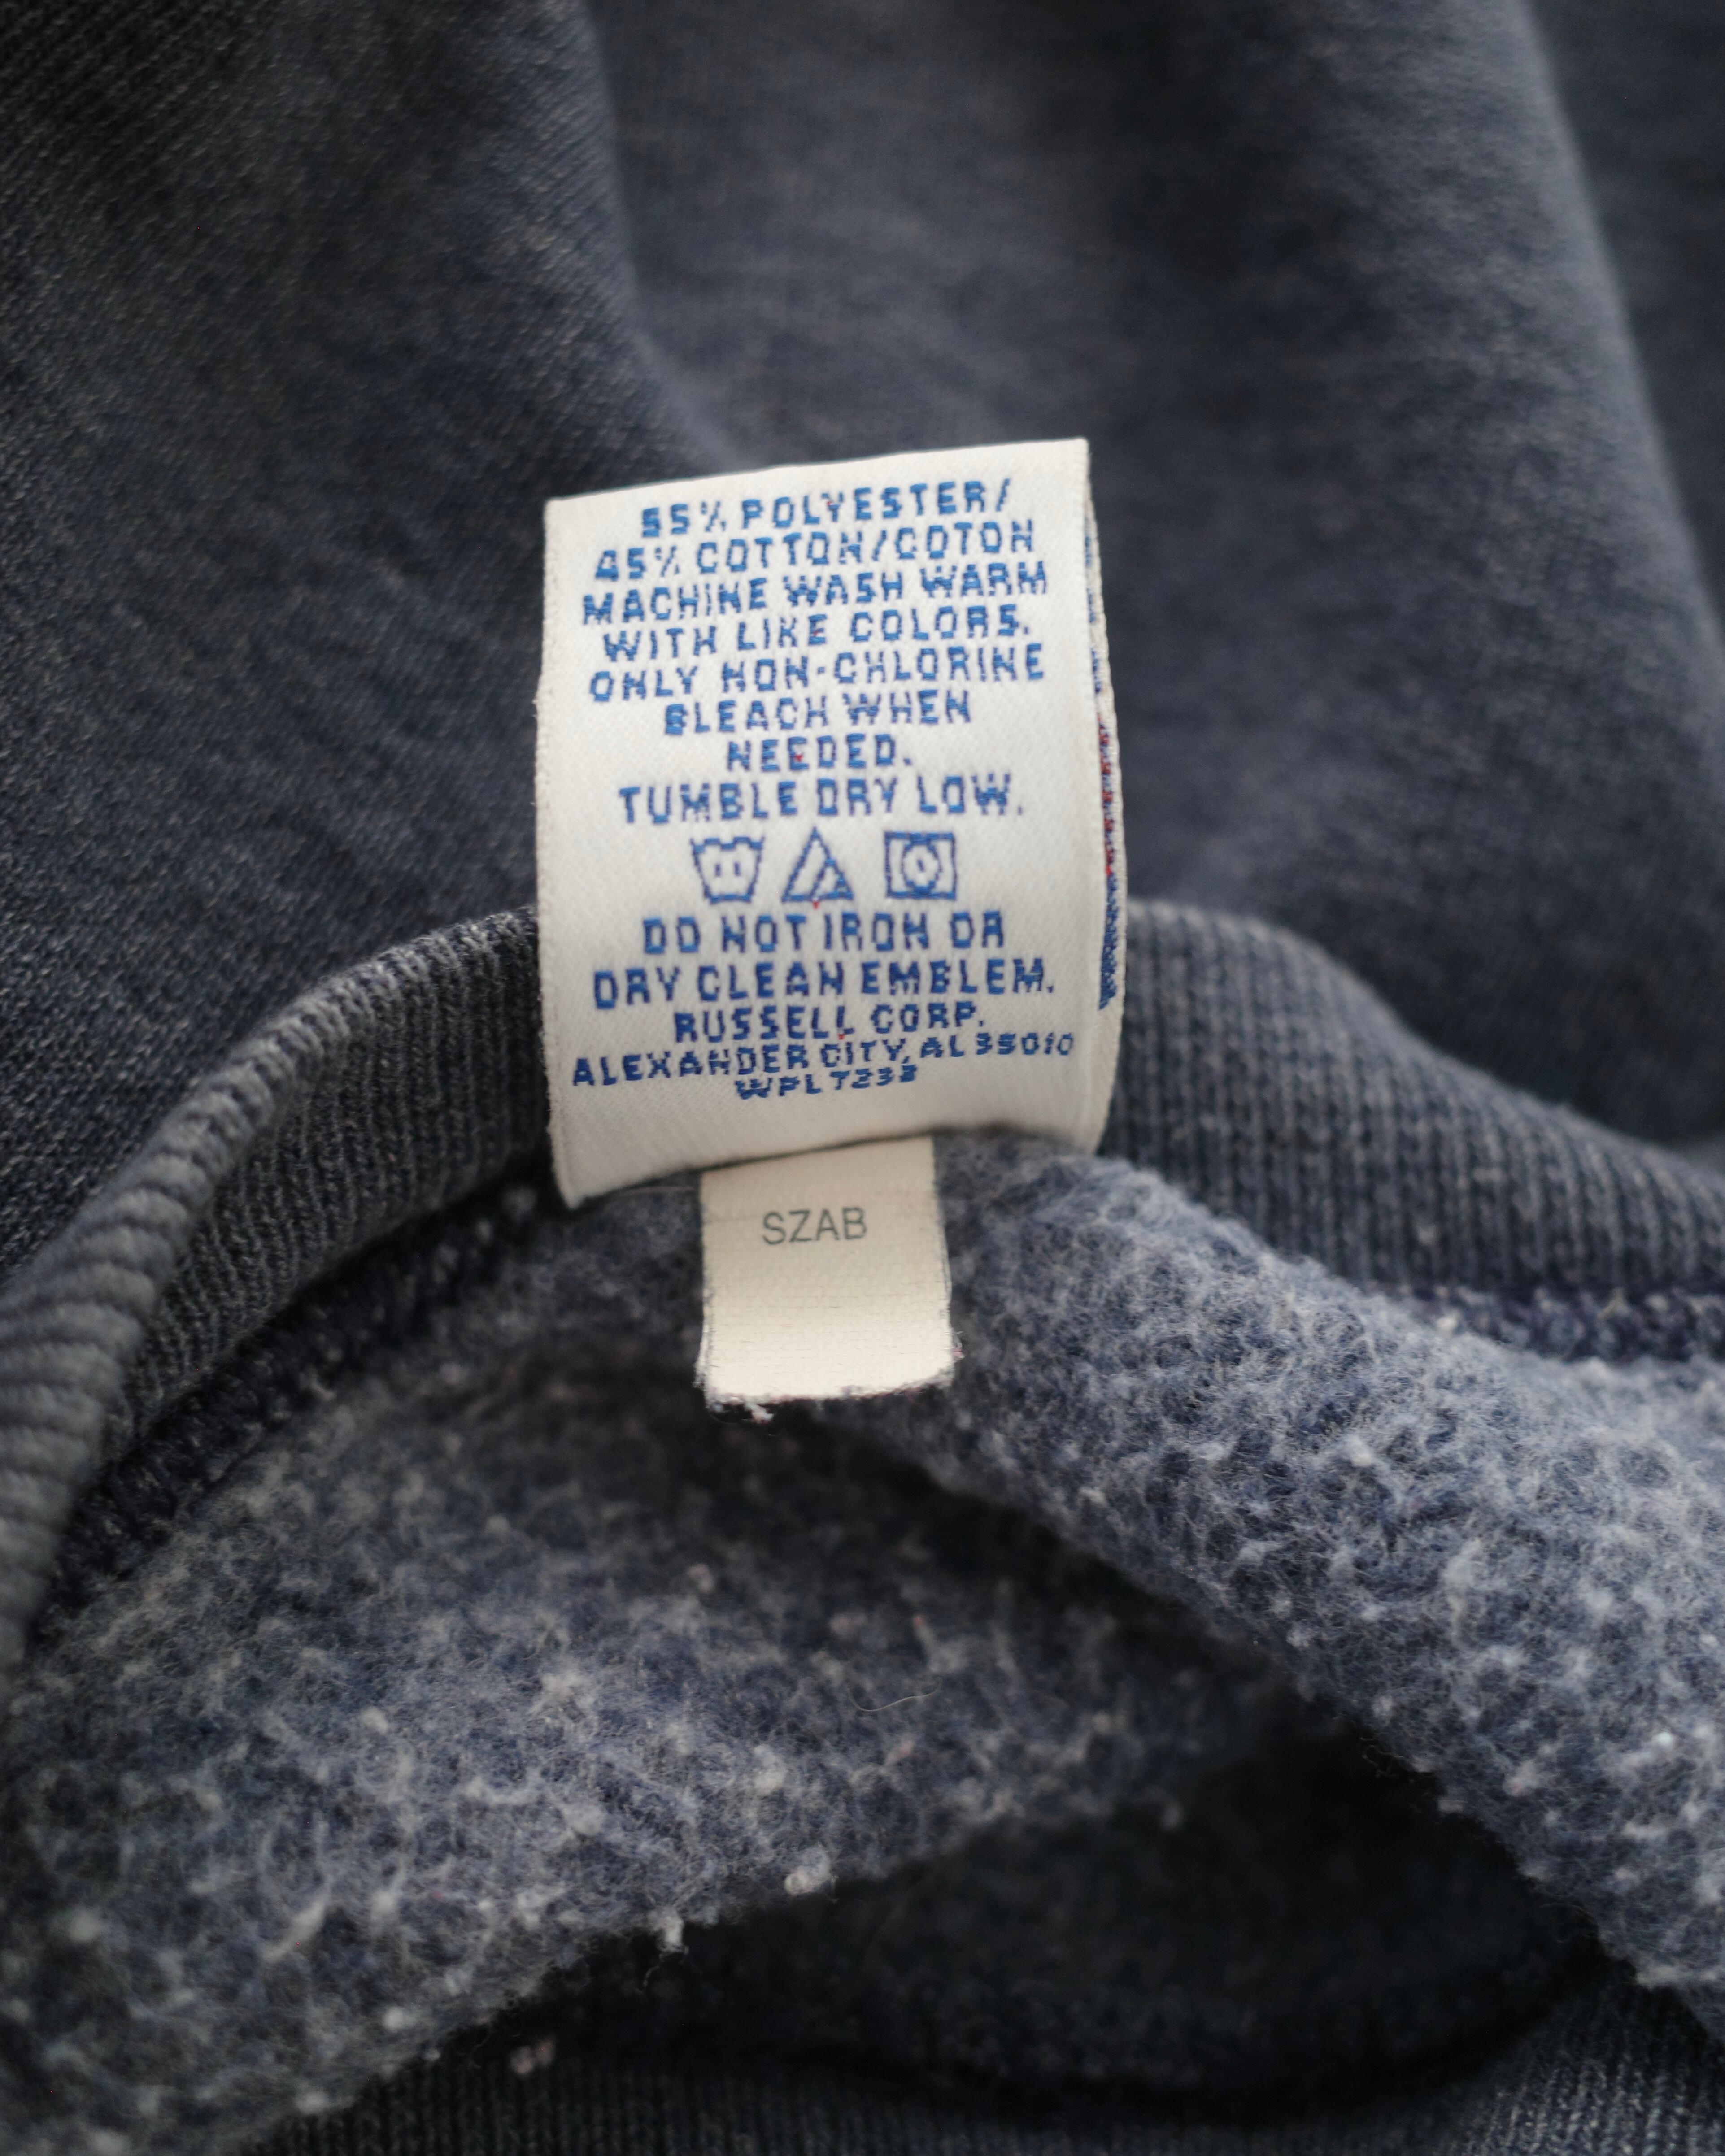 55% POLYESTER/
45% COTTON/COTON
MACHINE WASH WARM
WITH LIKE COLORS.
ONLY NON-CHLORINE
BLEACH WHEN
NEEDED.
TUMBLE DRY LOW.
DO NOT IRON OR
DRY CLEAN EMBLEM.
RUSSELL CORP.
ALEXANDER CITY, AL 35010
WPL 7233
SZAB